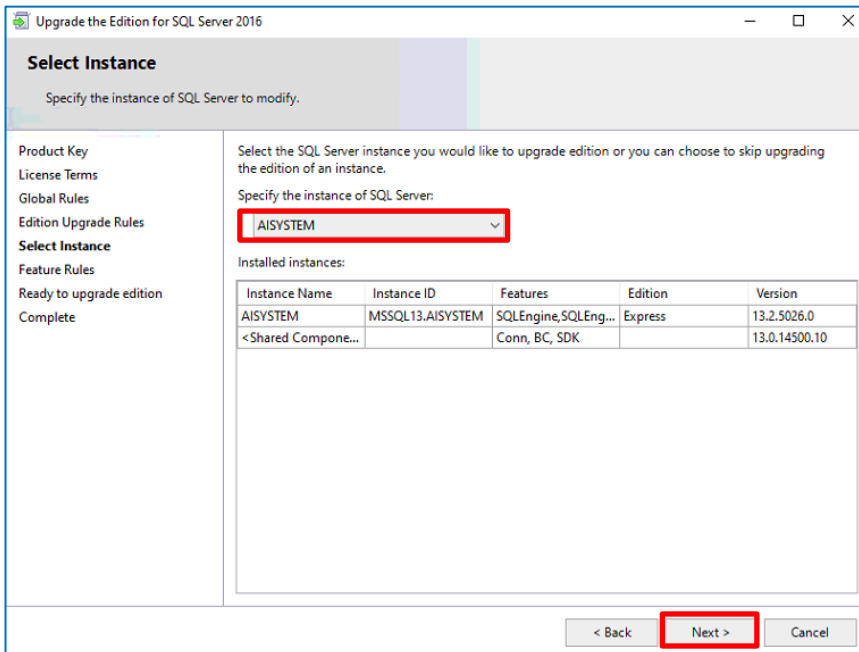 Upgrade the Edition for SQL Server 2016
Select Instance
Specify the instance of SQL Server to modify.
Product Key
License Terms
Global Rules
Edition Upgrade Rules
Select Instance
Feature Rules
Ready to upgrade edition
Complete
Select the SQL Server instance you would like to upgrade edition or you can choose to skip upgrading
the edition of an instance.
Specify the instance of SQL Server:
AISYSTEM
Installed instances:
Instance Name Instance ID Features Edition Version
AISYSTEM MSSQL13.AISYSTEM SQLEngine,SQLEng... Express 13.2.5026.0
<Shared Compone... Conn, BC, SDK 13.0.14500.10
< Back Next > Cancel